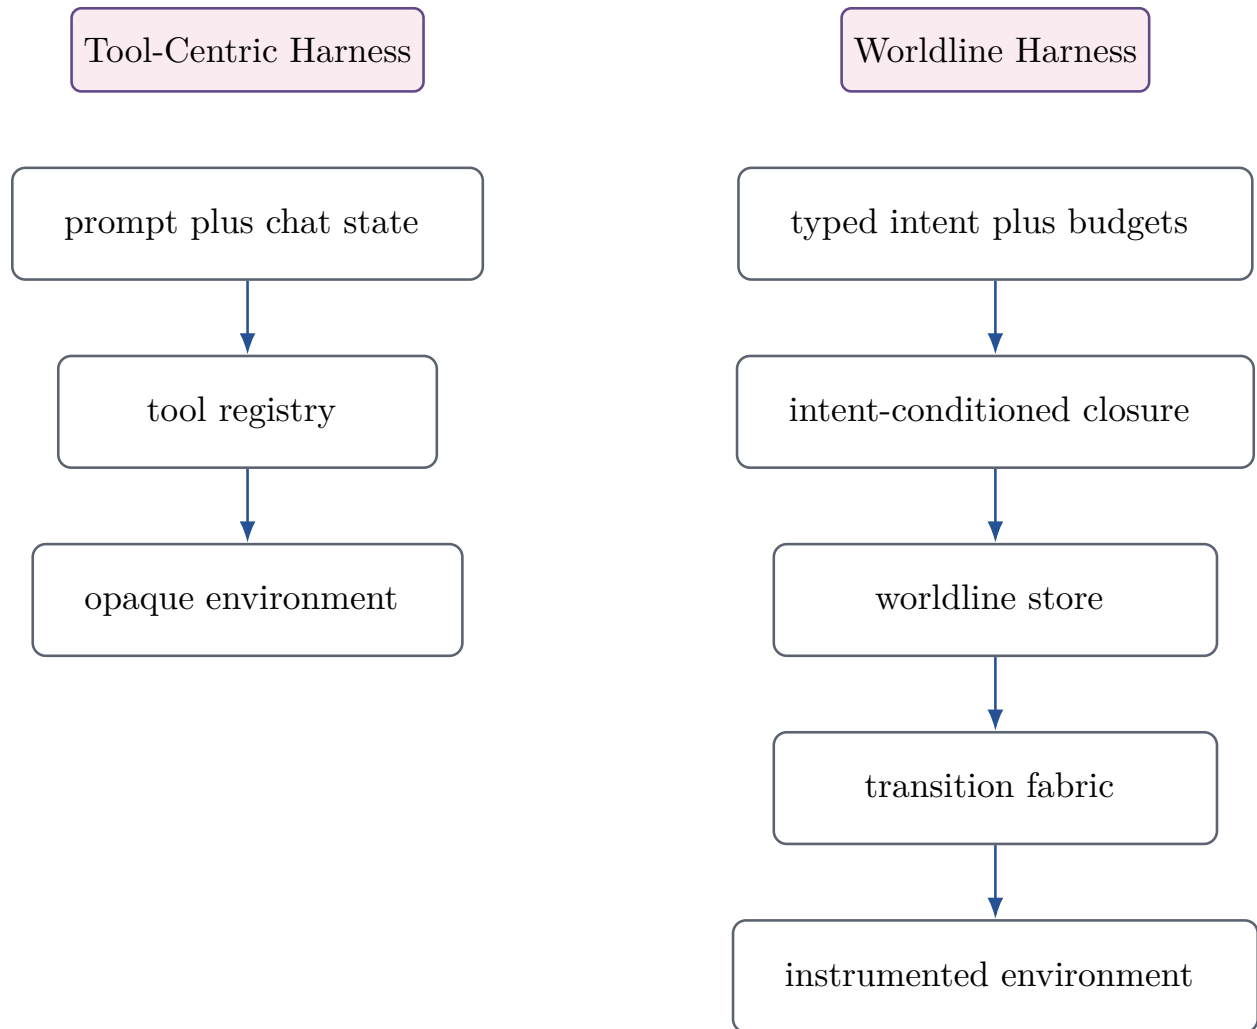 Tool-Centric Harness
prompt plus chat state
tool registry
opaque environment
Worldline Harness
typed intent plus budgets
intent-conditioned closure
worldline store
transition fabric
instrumented environment